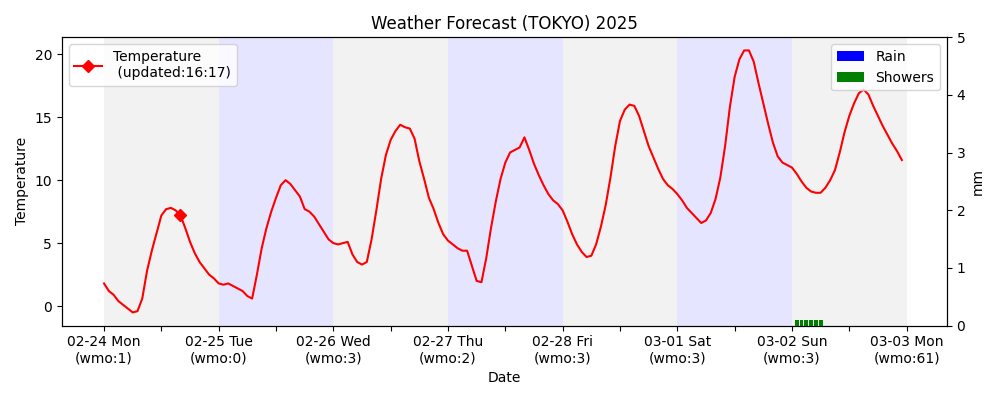 Weather Forecast (TOKYO) 2025
Temperature
(updated:16:17)
Rain
Showers
Temperature
20
15
10
5
0
5
4
3
2
1
0
mm
02-24 Mon
(wmo:1)
02-25 Tue
(wmo:0)
02-26 Wed
(wmo:3)
02-27 Thu
(wmo:2)
02-28 Fri
(wmo:3)
03-01 Sat
(wmo:3)
03-02 Sun
(wmo:3)
03-03 Mon
(wmo:61)
Date